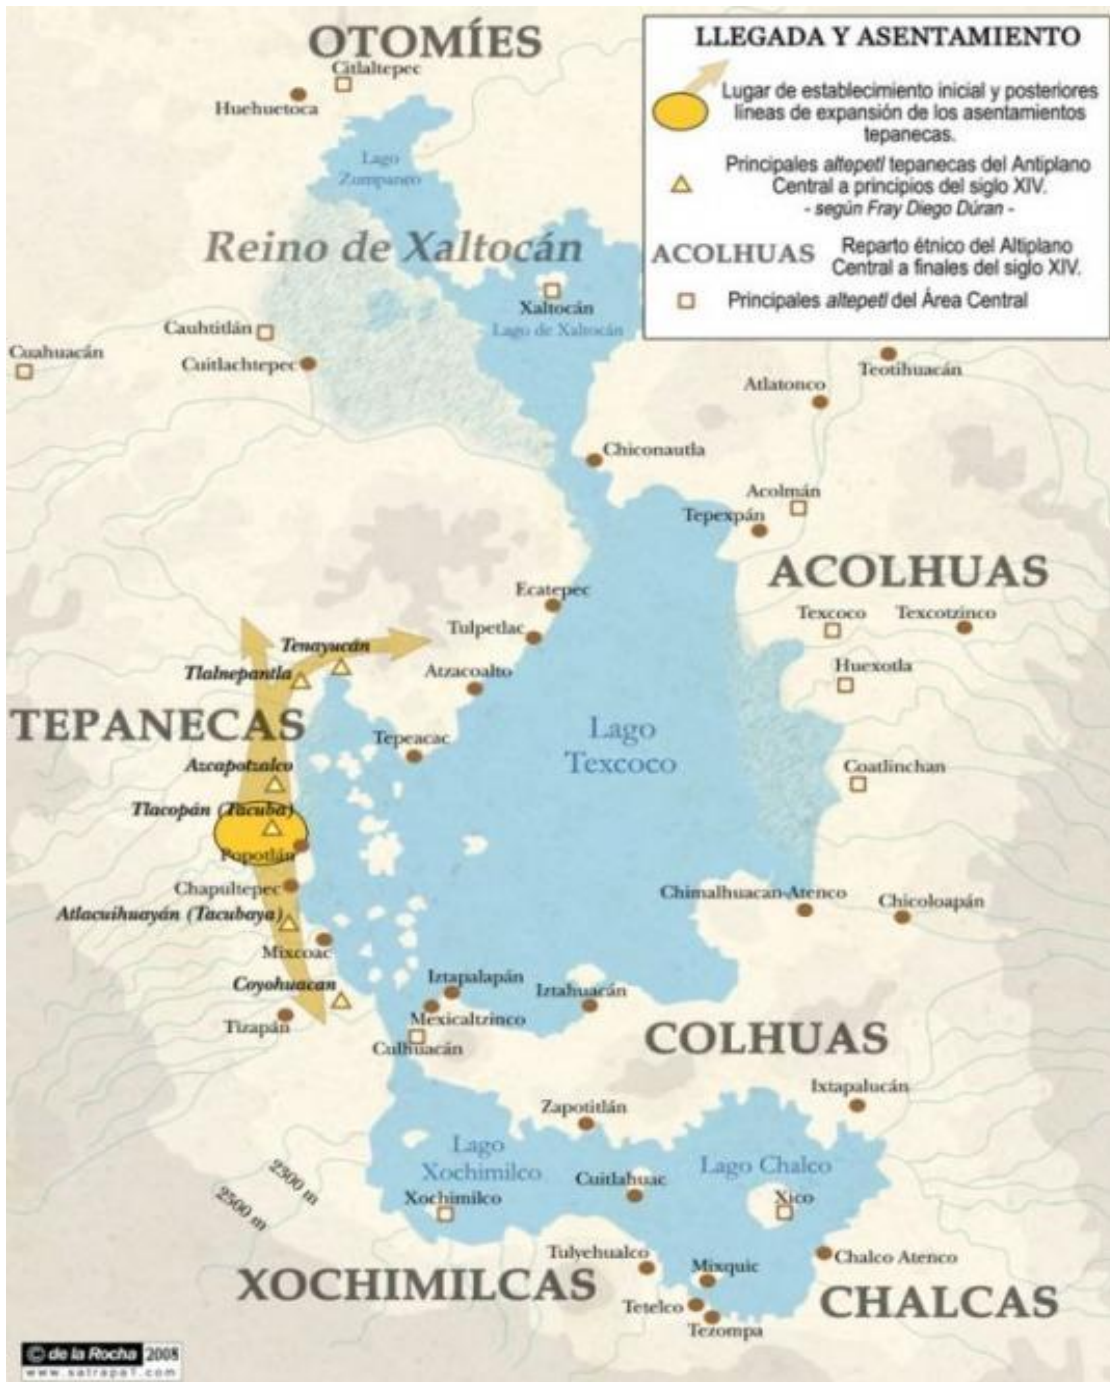 OTOMÍES
Citlaltepec
Huehuetoca
LLEGADA Y ASENTAMIENTO
Lugar de establecimiento inicial y posteriores
líneas de expansión de los asentamientos
tepanecas.
Principales altepetl tepanecas del Antiplano
Central a principios del siglo XIV.
- según Fray Diego Dúran -
ACOLHUAS
Reparto étnico del Altiplano
Central a finales del siglo XIV.
Principales altepetl del Área Central
Lago
Zumpanco
Reino de Xaltocán
Xaltocán
Lago de Xaltocán
Cauhtitlán
Cuahuacán
Cuitlachtepec
Teotihuacán
Atlatonco
Chiconautla
Acolmán
Tepexpán
ACOLHUAS
Ecatepec
Texcoco
Texcotzinco
Tulpetlac
Tenayucán
Tlalnepantla
Atzacoalto
Huexotla
TEPANECAS
Lago
Texcoco
Tepeacac
Azcapotzalco
Coatlinchan
Tlacopán (Tacuba)
Popotlán
Chapultepec
Chimalhuacan-Atenco
Chicoloapán
Atlacuihuayán (Tacubaya)
Mixcoac
Coyohuacan
Iztapalapán
Iztahuacán
Tizapán
Mexicaltzinco
Culhuacán
COLHUAS
Ixtapalucán
Zapotitlán
Lago
Xochimilco
Lago Chalco
2300 m
2500 m
Cuitlahuac
Xochimilco
Xico
Tulyehualco
Mixquic
Chalco Atenco
XOCHIMILCAS
Tetelco
CHALCAS
Tezompa
© de la Rocha 2008
www.satrapa1.com